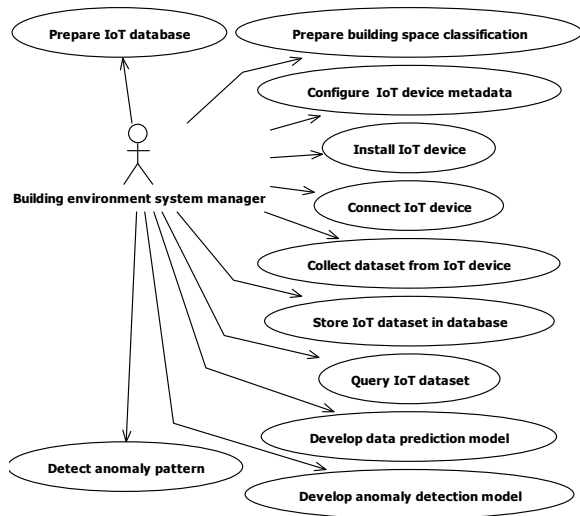 Prepare IoT database
Prepare building space classification
Configure IoT device metadata
Install IoT device
Building environment system manager
Connect IoT device
Collect dataset from IoT device
Store IoT dataset in database
Query IoT dataset
Develop data prediction model
Detect anomaly pattern
Develop anomaly detection model